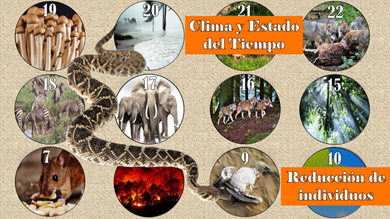 19
20
21
22
Clima y Estado
del Tiempo
18
17
16
15
7
9
10
Reducción de
individuos